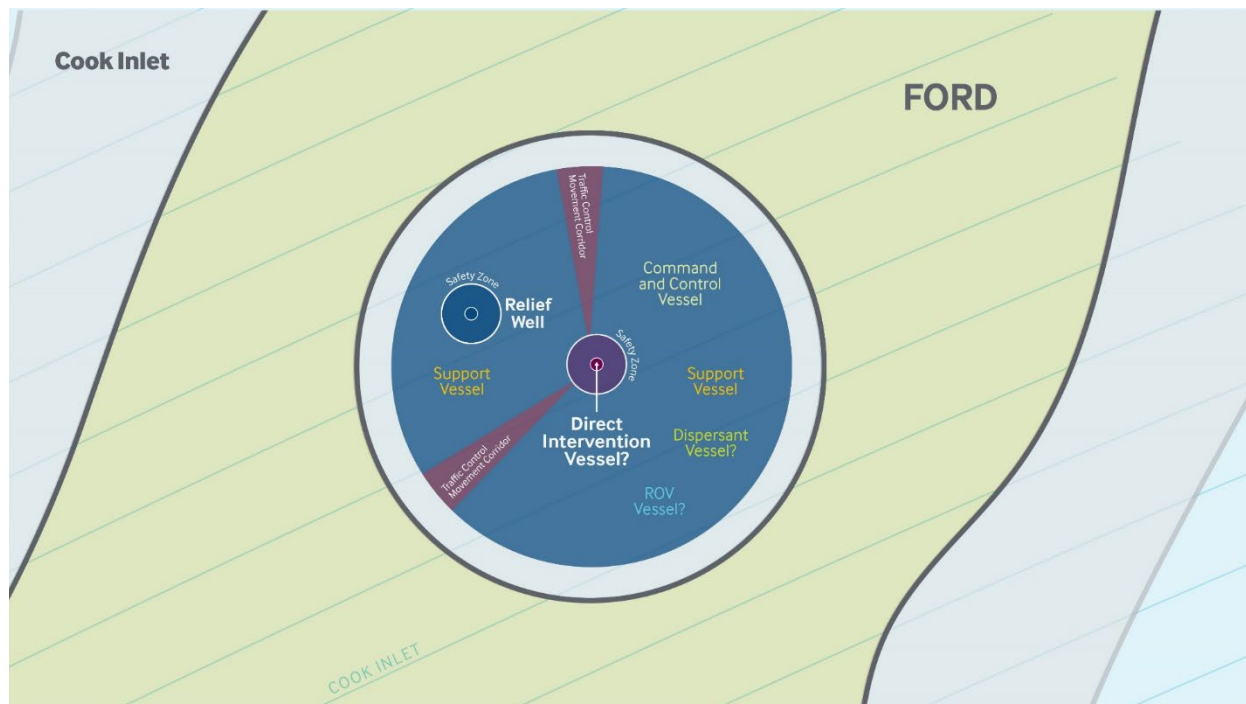 Cook Inlet
FORD
Traffic Control
Movement Corridor
Command
and Control
Vessel
Safety Zone
Relief
Well
Safety Zone
Support
Vessel
Support
Vessel
Direct
Intervention
Vessel?
Dispersant
Vessel?
Traffic Control
Movement Corridor
ROV
Vessel?
COOK INLET